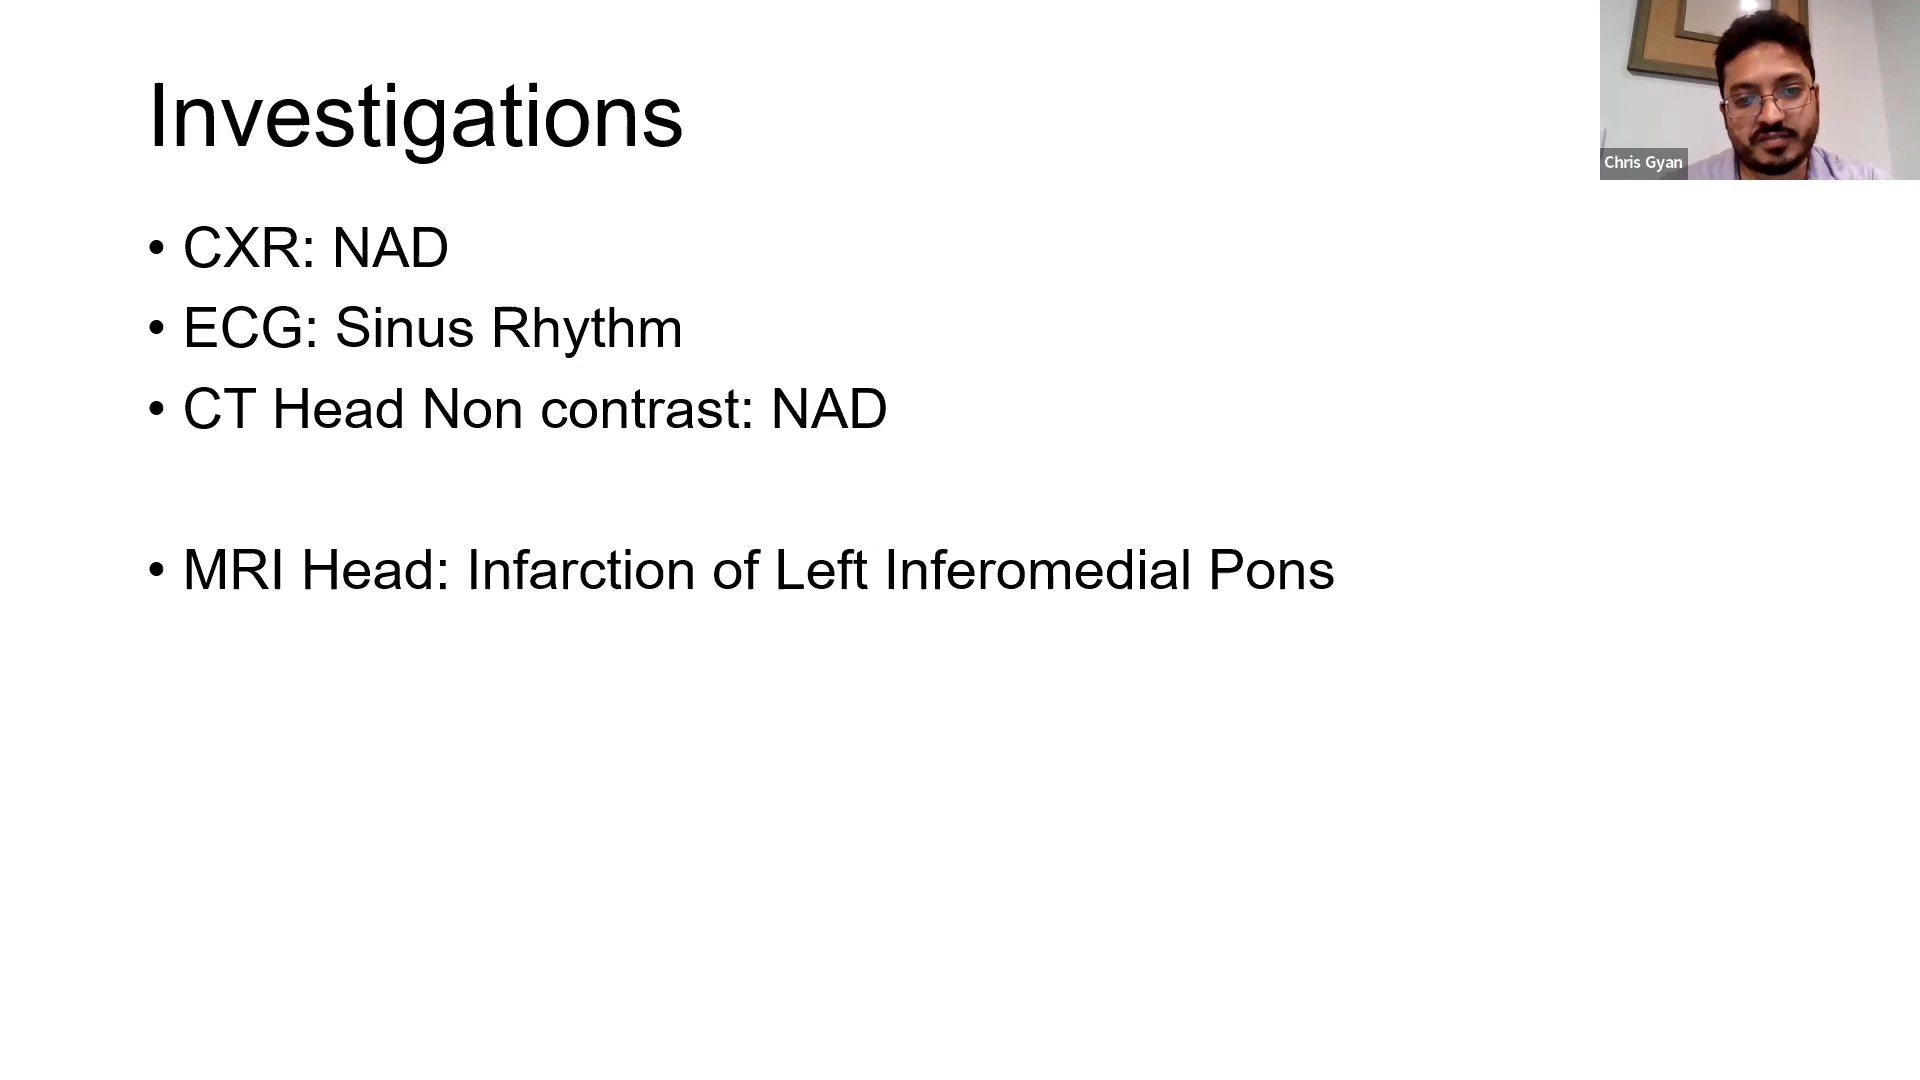 Investigations
Chris Gyan
• CXR: NAD
• ECG: Sinus Rhythm
• CT Head Non contrast: NAD
• MRI Head: Infarction of Left Inferomedial Pons